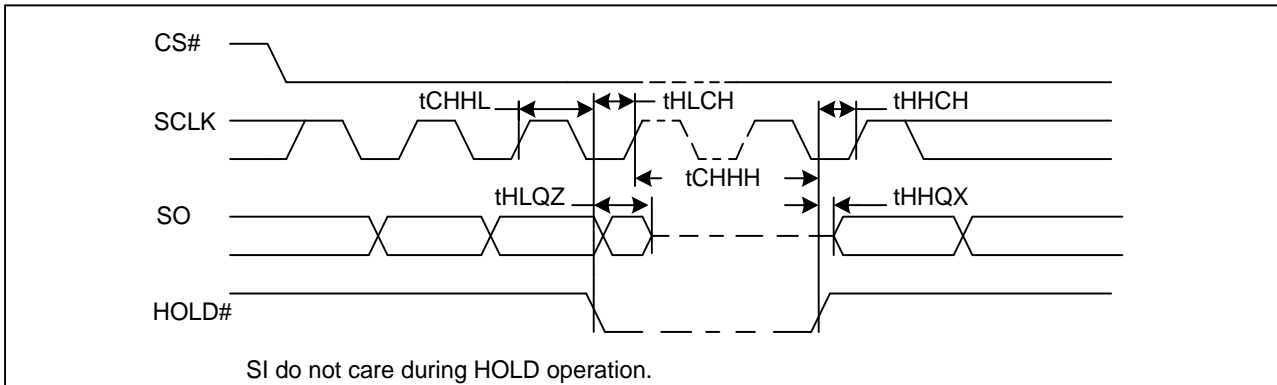 CS#
tCHHL
tHLCH
tHHCH
SCLK
tCHHH
tHLQZ
tHHQX
SO
HOLD#
SI do not care during HOLD operation.